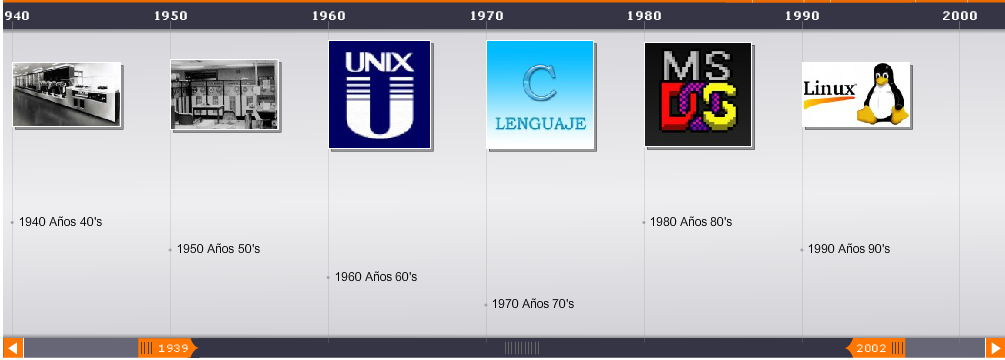 940 1950 1960 1970 1980 1990 2000
UNIX
U
C
LENGUAJE
MS
DOS
Linux
1940 Años 40's
1980 Años 80's
1950 Años 50's
1990 Años 90's
1960 Años 60's
1970 Años 70's
1939 2002